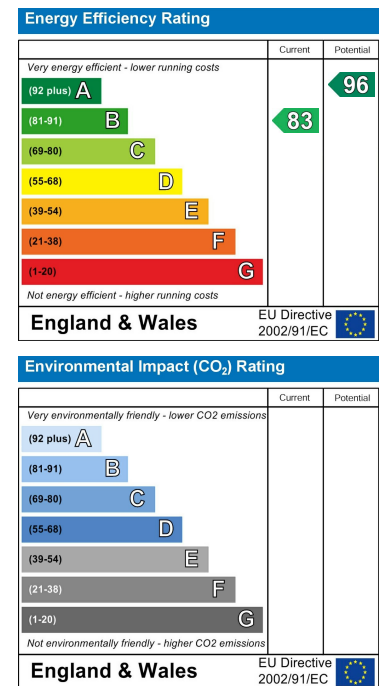 Energy Efficiency Rating
Current Potential
Very energy efficient - lower running costs
(92 plus) A
96
(81-91) B
83
(69-80) C
(55-68) D
(39-54) E
(21-38) F
(1-20) G
Not energy efficient - higher running costs
England & Wales
EU Directive
2002/91/EC
Environmental Impact (CO₂) Rating
Current Potential
Very environmentally friendly - lower CO2 emissions
(92 plus) A
(81-91) B
(69-80) C
(55-68) D
(39-54) E
(21-38) F
(1-20) G
Not environmentally friendly - higher CO2 emissions
England & Wales
EU Directive
2002/91/EC